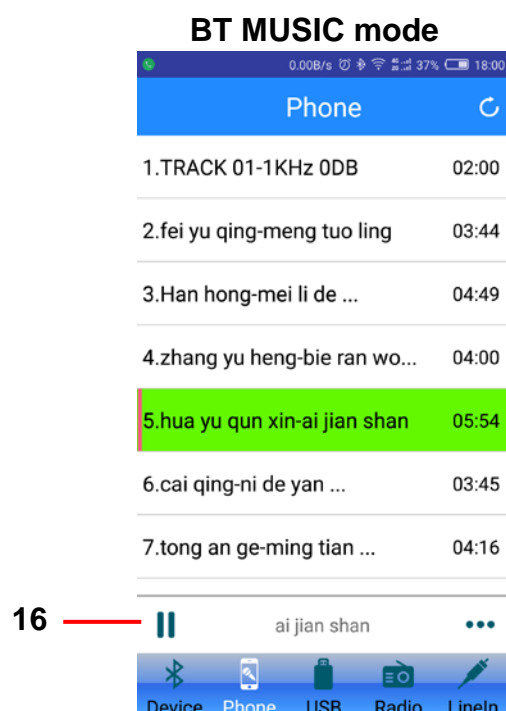 BT MUSIC mode
0.00B/s 37% 18:00
Phone
1.TRACK 01-1KHz 0DB 02:00
2.fei yu qing-meng tuo ling 03:44
3.Han hong-mei li de ... 04:49
4.zhang yu heng-bie ran wo... 04:00
5.hua yu qun xin-ai jian shan 05:54
6.cai qing-ni de yan ... 03:45
7.tong an ge-ming tian ... 04:16
16 ai jian shan
Device Phone USB Radio LineIn